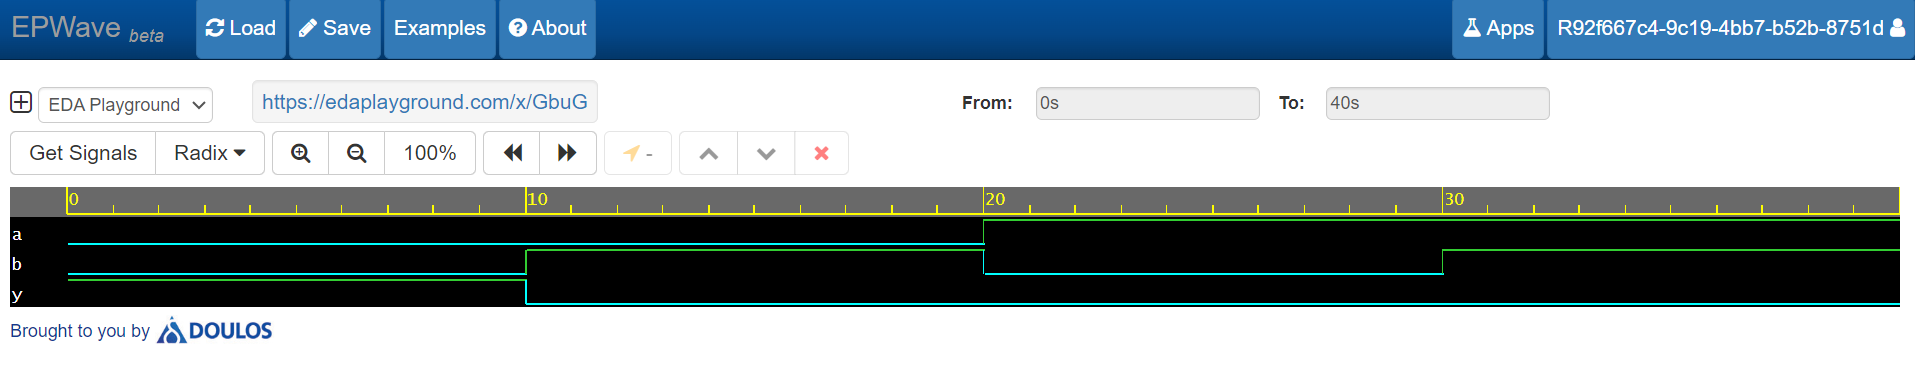 EPWave beta Load Save Examples About Apps R92f667c4-9c19-4bb7-b52b-8751d
EDA Playground https://edaplayground.com/x/GbuG From: 0s To: 40s
Get Signals Radix 100% -
0 10 20 30
a
b
y
Brought to you by DOULOS